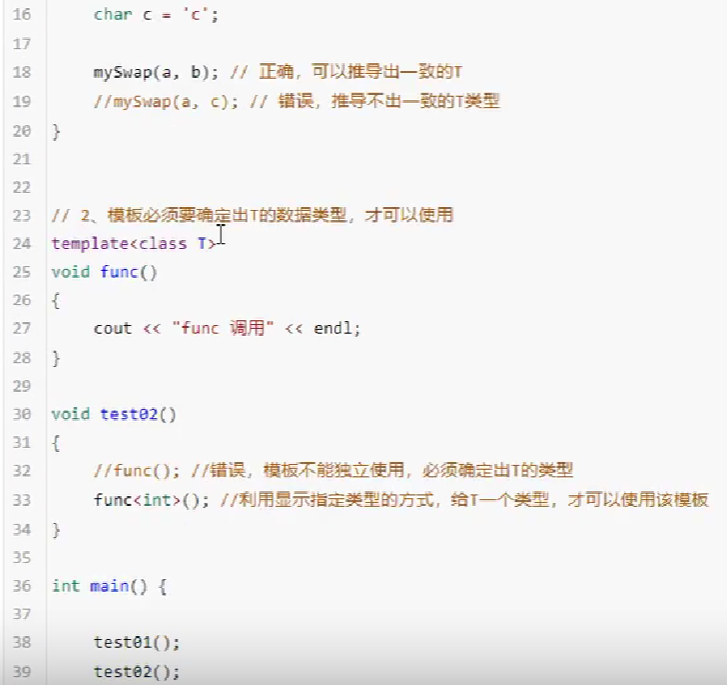 16 char c = 'c';
17
18 mySwap(a, b); // 正确，可以推导出一致的T
19 //mySwap(a, c); // 错误，推导不出一致的T类型
20 }
21
22
23 // 2、模板必须要确定出T的数据类型，才可以使用
24 template<class T>
25 void func()
26 {
27 cout << "func 调用" << endl;
28 }
29
30 void test02()
31 {
32 //func(); //错误，模板不能独立使用，必须确定出T的类型
33 func<int>(); //利用显示指定类型的方式，给T一个类型，才可以使用该模板
34 }
35
36 int main() {
37
38 test01();
39 test02();